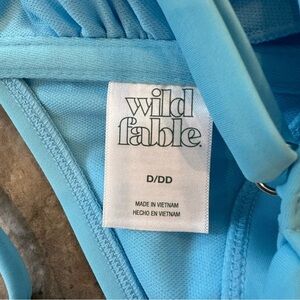 wild
fable.
D/DD
MADE IN VIETNAM
HECHO EN VIETNAM